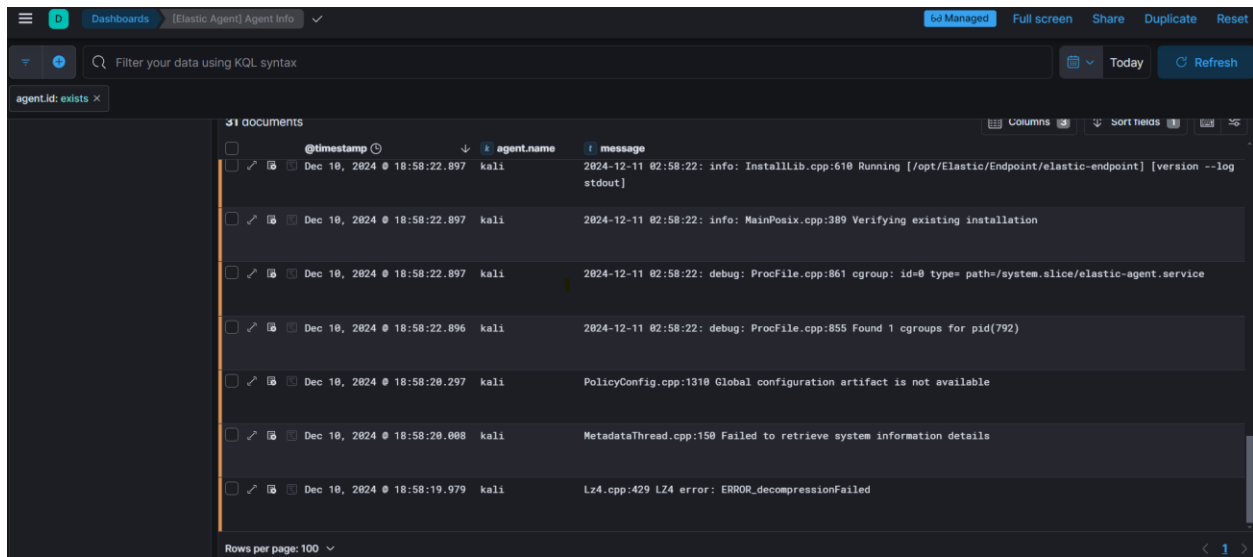 D Dashboards [Elastic Agent] Agent Info Managed Full screen Share Duplicate Reset
Filter your data using KQL syntax Today Refresh
agent.id: exists ×
31 documents Columns 3 Sort fields 1
@timestamp k agent.name t message
Dec 10, 2024 @ 18:58:22.897 kali 2024-12-11 02:58:22: info: InstallLib.cpp:610 Running [/opt/Elastic/Endpoint/elastic-endpoint] [version --log
stdout]
Dec 10, 2024 @ 18:58:22.897 kali 2024-12-11 02:58:22: info: MainPosix.cpp:389 Verifying existing installation
Dec 10, 2024 @ 18:58:22.897 kali 2024-12-11 02:58:22: debug: ProcFile.cpp:861 cgroup: id=0 type= path=/system.slice/elastic-agent.service
Dec 10, 2024 @ 18:58:22.896 kali 2024-12-11 02:58:22: debug: ProcFile.cpp:855 Found 1 cgroups for pid(792)
Dec 10, 2024 @ 18:58:20.297 kali PolicyConfig.cpp:1310 Global configuration artifact is not available
Dec 10, 2024 @ 18:58:20.008 kali MetadataThread.cpp:150 Failed to retrieve system information details
Dec 10, 2024 @ 18:58:19.979 kali Lz4.cpp:429 LZ4 error: ERROR_decompressionFailed
Rows per page: 100 < 1 >